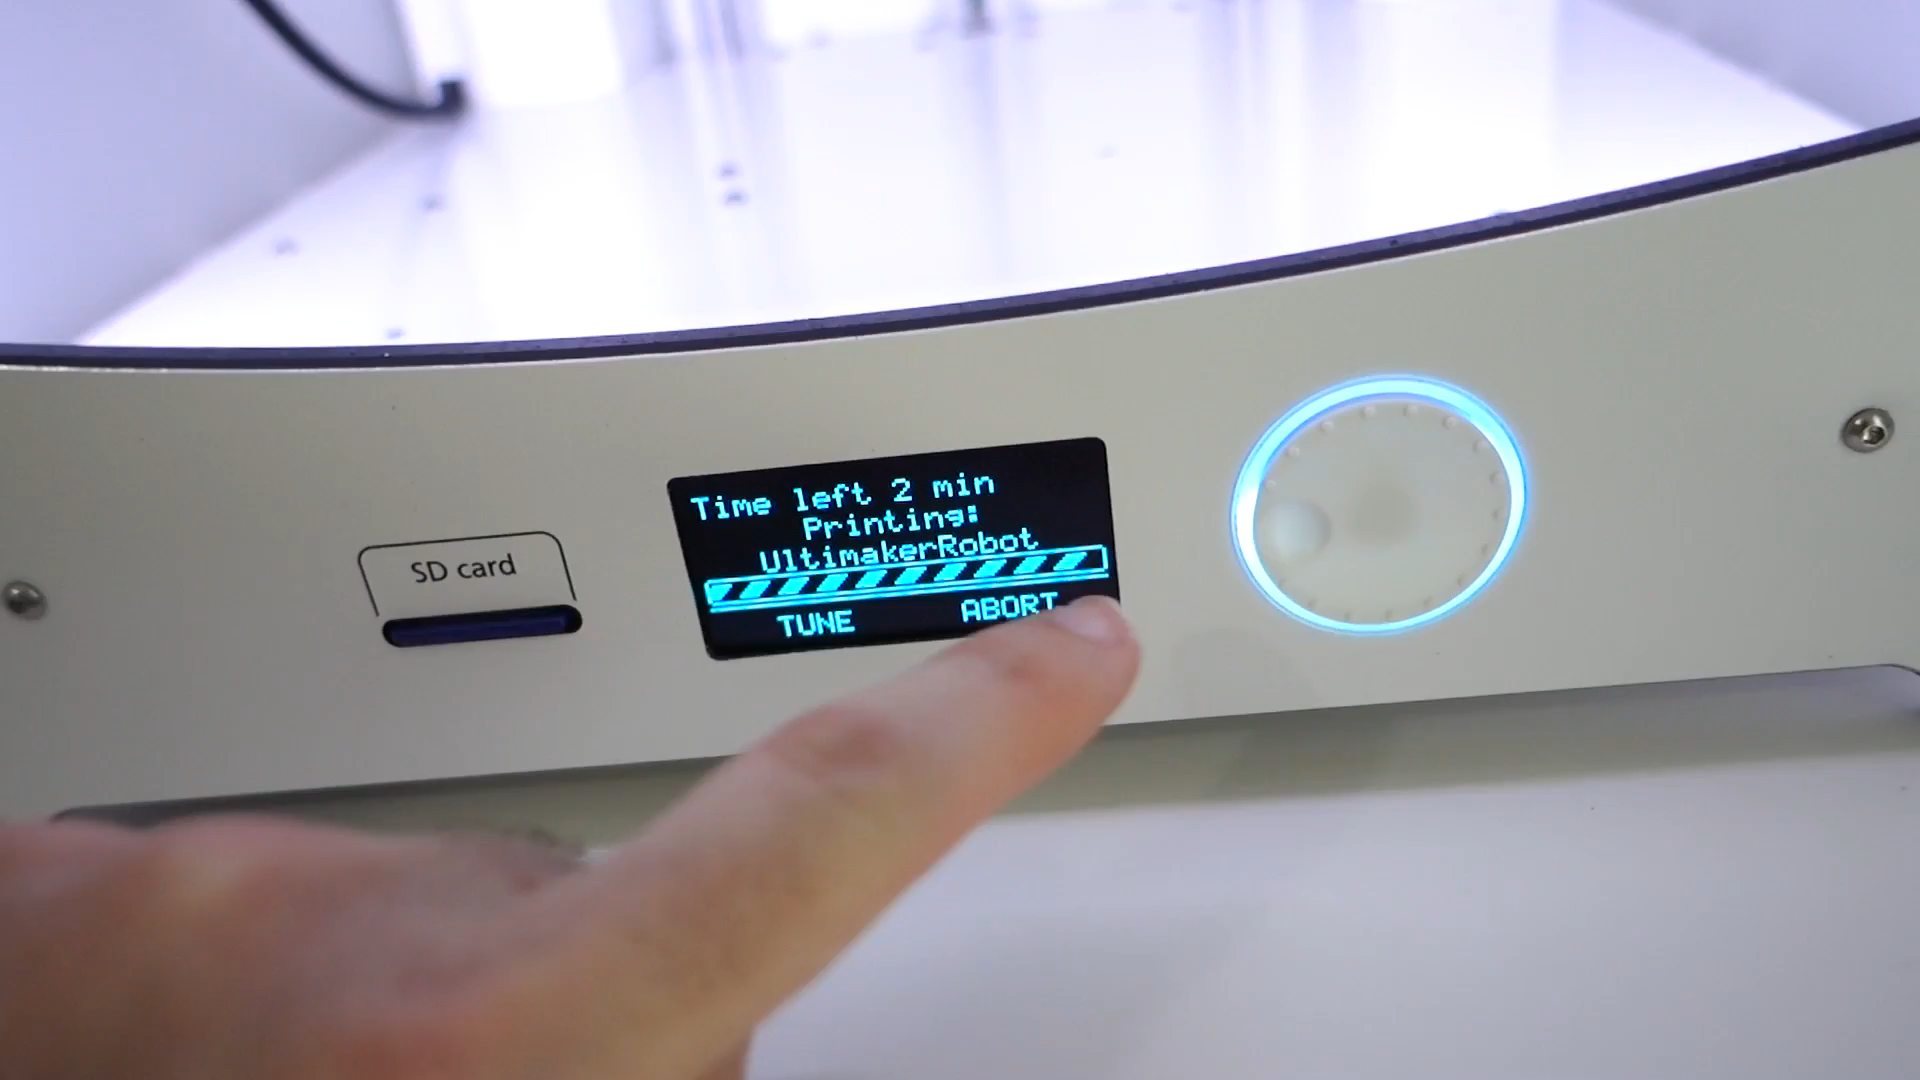 Time left 2 min
Printing:
UltimakerRobot
TUNE ABORT
SD card